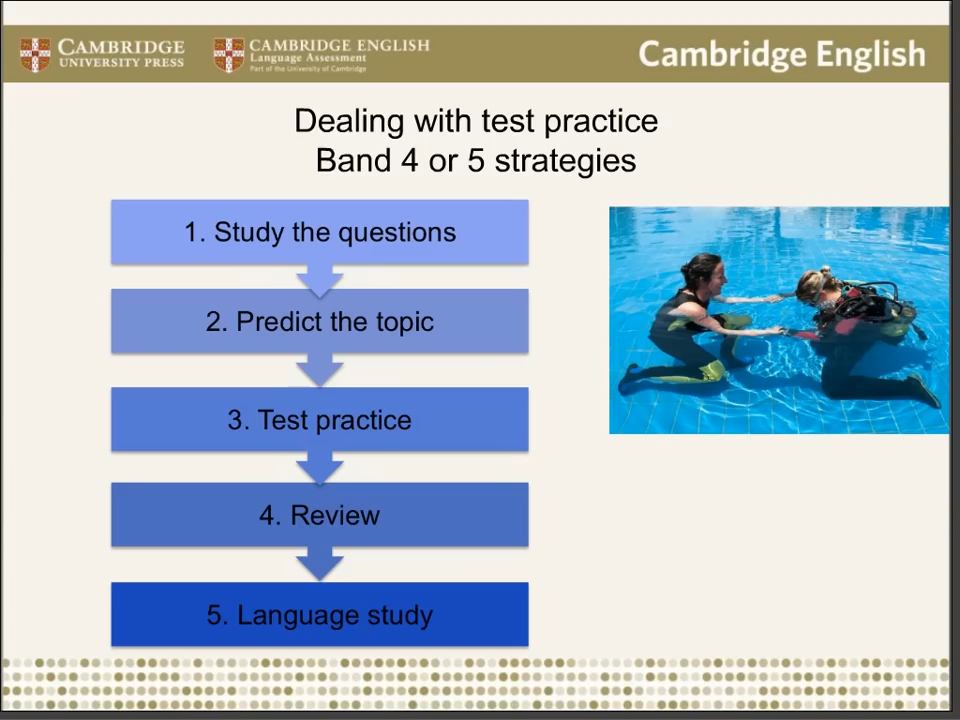 CAMBRIDGE
UNIVERSITY PRESS
CAMBRIDGE ENGLISH
Language Assessment
Part of the University of Cambridge
Cambridge English
Dealing with test practice
Band 4 or 5 strategies
1. Study the questions
2. Predict the topic
3. Test practice
4. Review
5. Language study